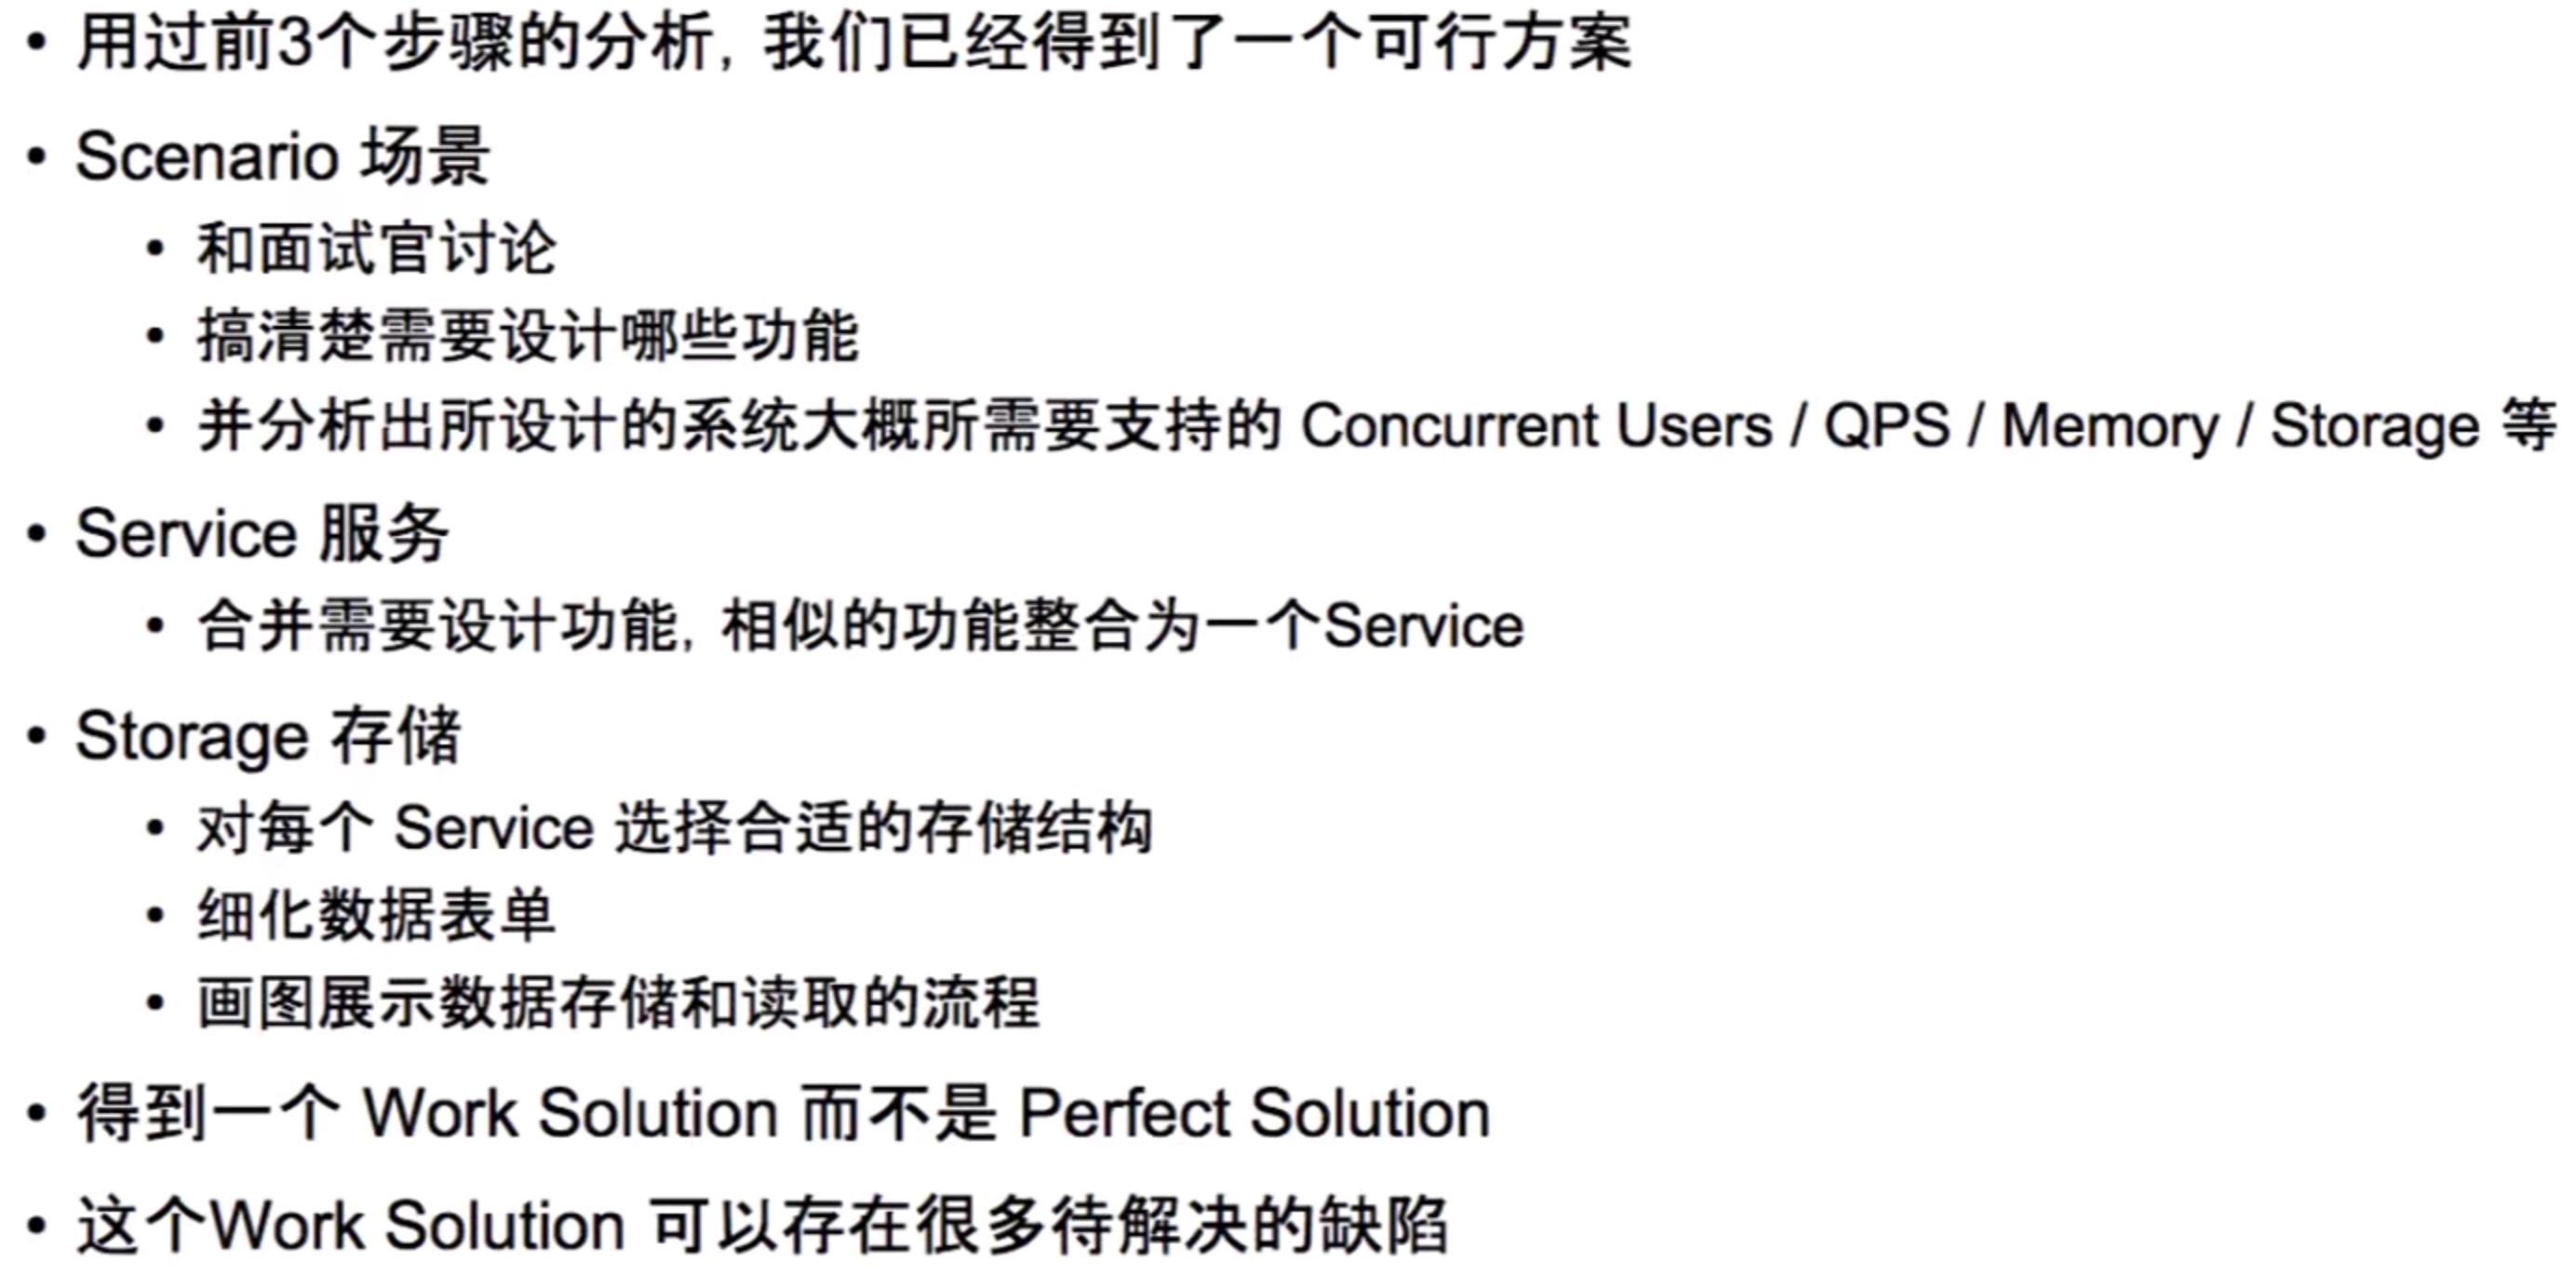 • 用过前3个步骤的分析, 我们已经得到了一个可行方案
• Scenario 场景
• 和面试官讨论
• 搞清楚需要设计哪些功能
• 并分析出所设计的系统大概所需要支持的 Concurrent Users / QPS / Memory / Storage 等
• Service 服务
• 合并需要设计功能, 相似的功能整合为一个Service
• Storage 存储
• 对每个 Service 选择合适的存储结构
• 细化数据表单
• 画图展示数据存储和读取的流程
• 得到一个 Work Solution 而不是 Perfect Solution
• 这个Work Solution 可以存在很多待解决的缺陷